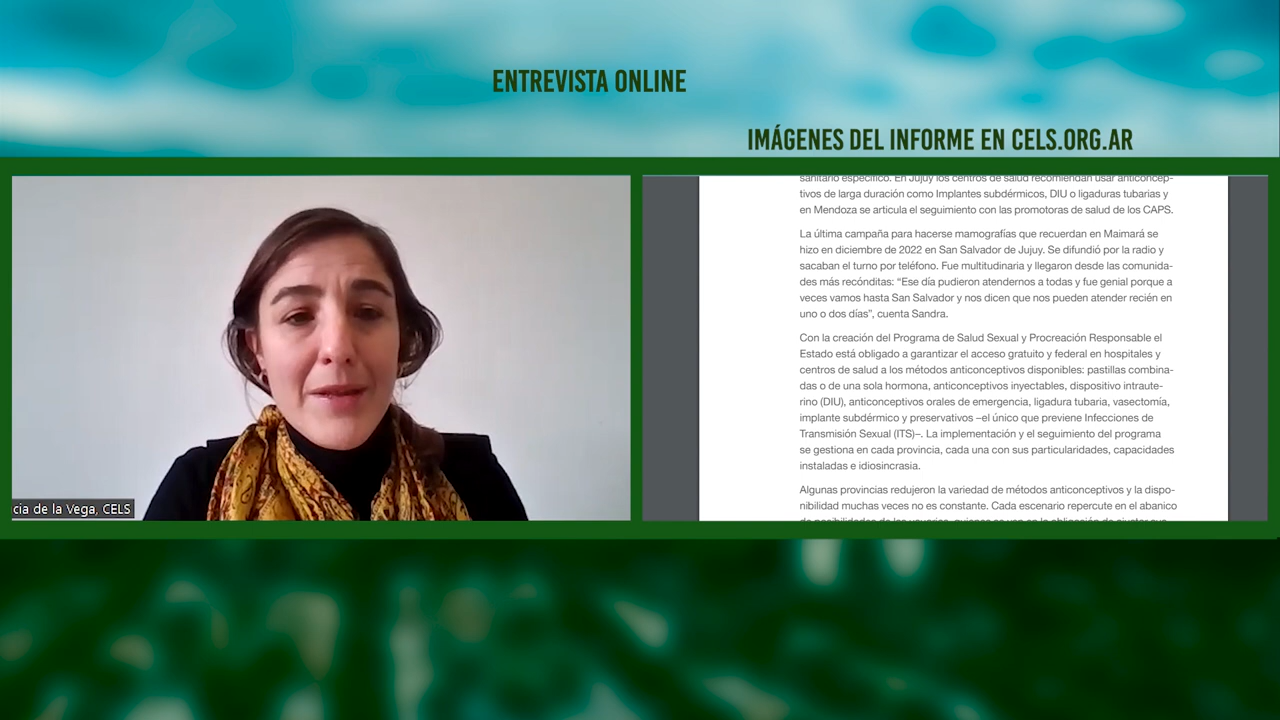 ENTREVISTA ONLINE
IMÁGENES DEL INFORME EN CELS.ORG.AR
cía de la Vega, CELS
sanitario específico. En Jujuy los centros de salud recomiendan usar anticoncep-
tivos de larga duración como Implantes subdérmicos, DIU o ligaduras tubarias y
en Mendoza se articula el seguimiento con las promotoras de salud de los CAPS.
La última campaña para hacerse mamografías que recuerdan en Maimará se
hizo en diciembre de 2022 en San Salvador de Jujuy. Se difundió por la radio y
sacaban el turno por teléfono. Fue multitudinaria y llegaron desde las comunida-
des más recónditas: “Ese día pudieron atendernos a todas y fue genial porque a
veces vamos hasta San Salvador y nos dicen que nos pueden atender recién en
uno o dos días”, cuenta Sandra.
Con la creación del Programa de Salud Sexual y Procreación Responsable el
Estado está obligado a garantizar el acceso gratuito y federal en hospitales y
centros de salud a los métodos anticonceptivos disponibles: pastillas combina-
das o de una sola hormona, anticonceptivos inyectables, dispositivo intraute-
rino (DIU), anticonceptivos orales de emergencia, ligadura tubaria, vasectomía,
implante subdérmico y preservativos –el único que previene Infecciones de
Transmisión Sexual (ITS)–. La implementación y el seguimiento del programa
se gestiona en cada provincia, cada una con sus particularidades, capacidades
instaladas e idiosincrasia.
Algunas provincias redujeron la variedad de métodos anticonceptivos y la dispo-
nibilidad muchas veces no es constante. Cada escenario repercute en el abanico